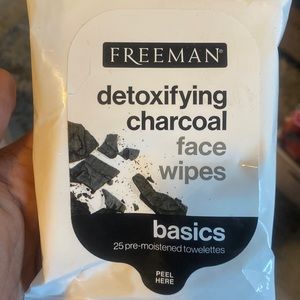 FREEMAN®
detoxifying
charcoal
face
wipes
basics
25 pre-moistened towelettes
PEEL
HERE